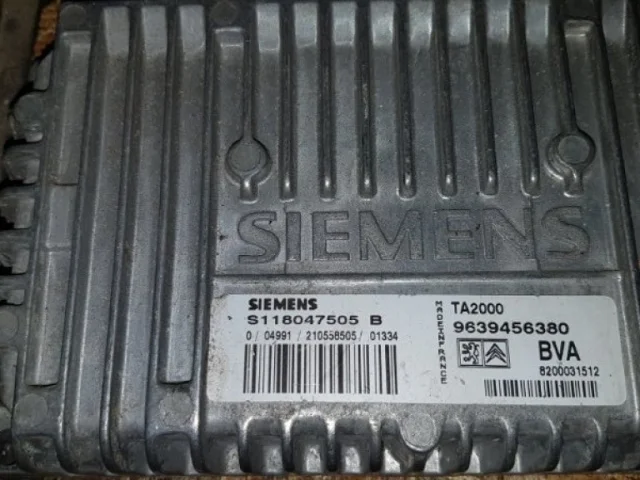 SIEMENS
SIEMENS
S118047505 B
0 / 04991 / 210558505 / 01334
MADE IN FRANCE
TA2000
9639456380
BVA
8200031512